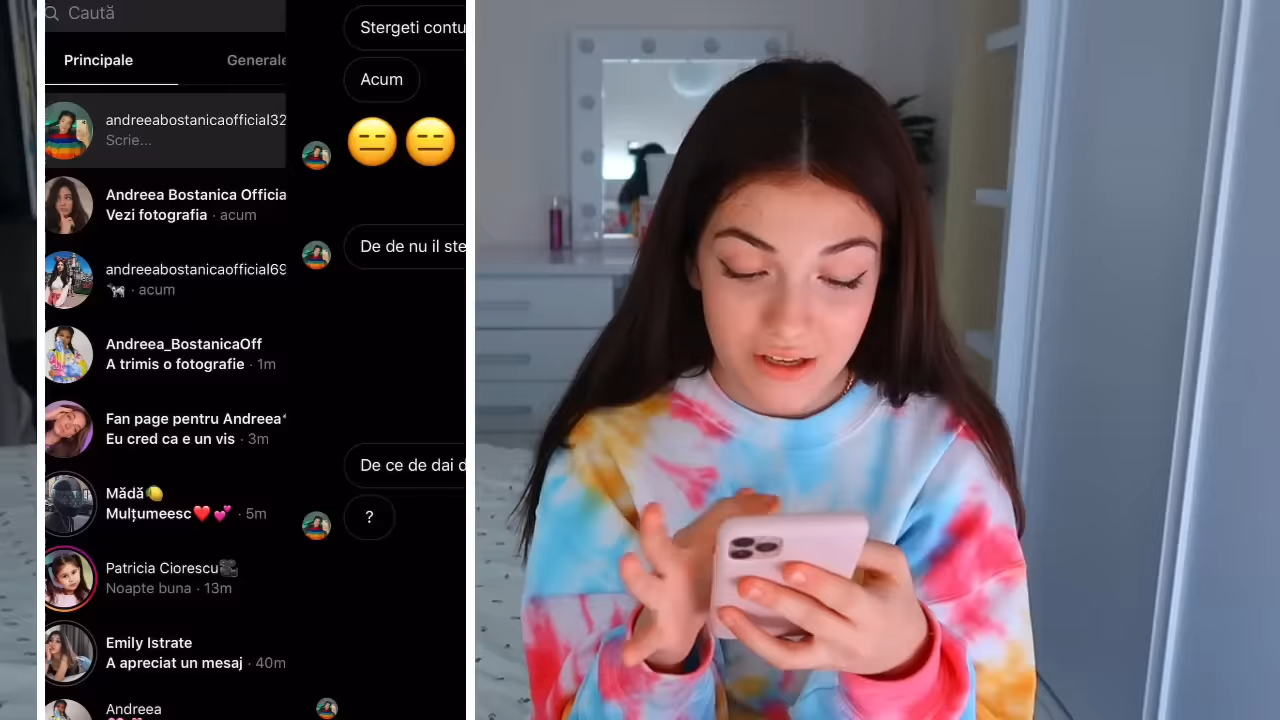 Caută
Principale
Generale
andreeabostanicaofficial32
Scrie...
Andreea Bostanica Officia
Vezi fotografia · acum
andreeabostanicaofficial69
🐈‍⬛ · acum
Andreea_BostanicaOff
A trimis o fotografie · 1m
Fan page pentru Andreea
Eu cred ca e un vis · 3m
Mădă🍋
Mulțumeesc❤️💕 · 5m
Patricia Ciorescu🎥
Noapte buna · 13m
Emily Istrate
A apreciat un mesaj · 40m
Andreea
Stergeti contu
Acum
😑 😑
De de nu il ste
De ce de dai d
?